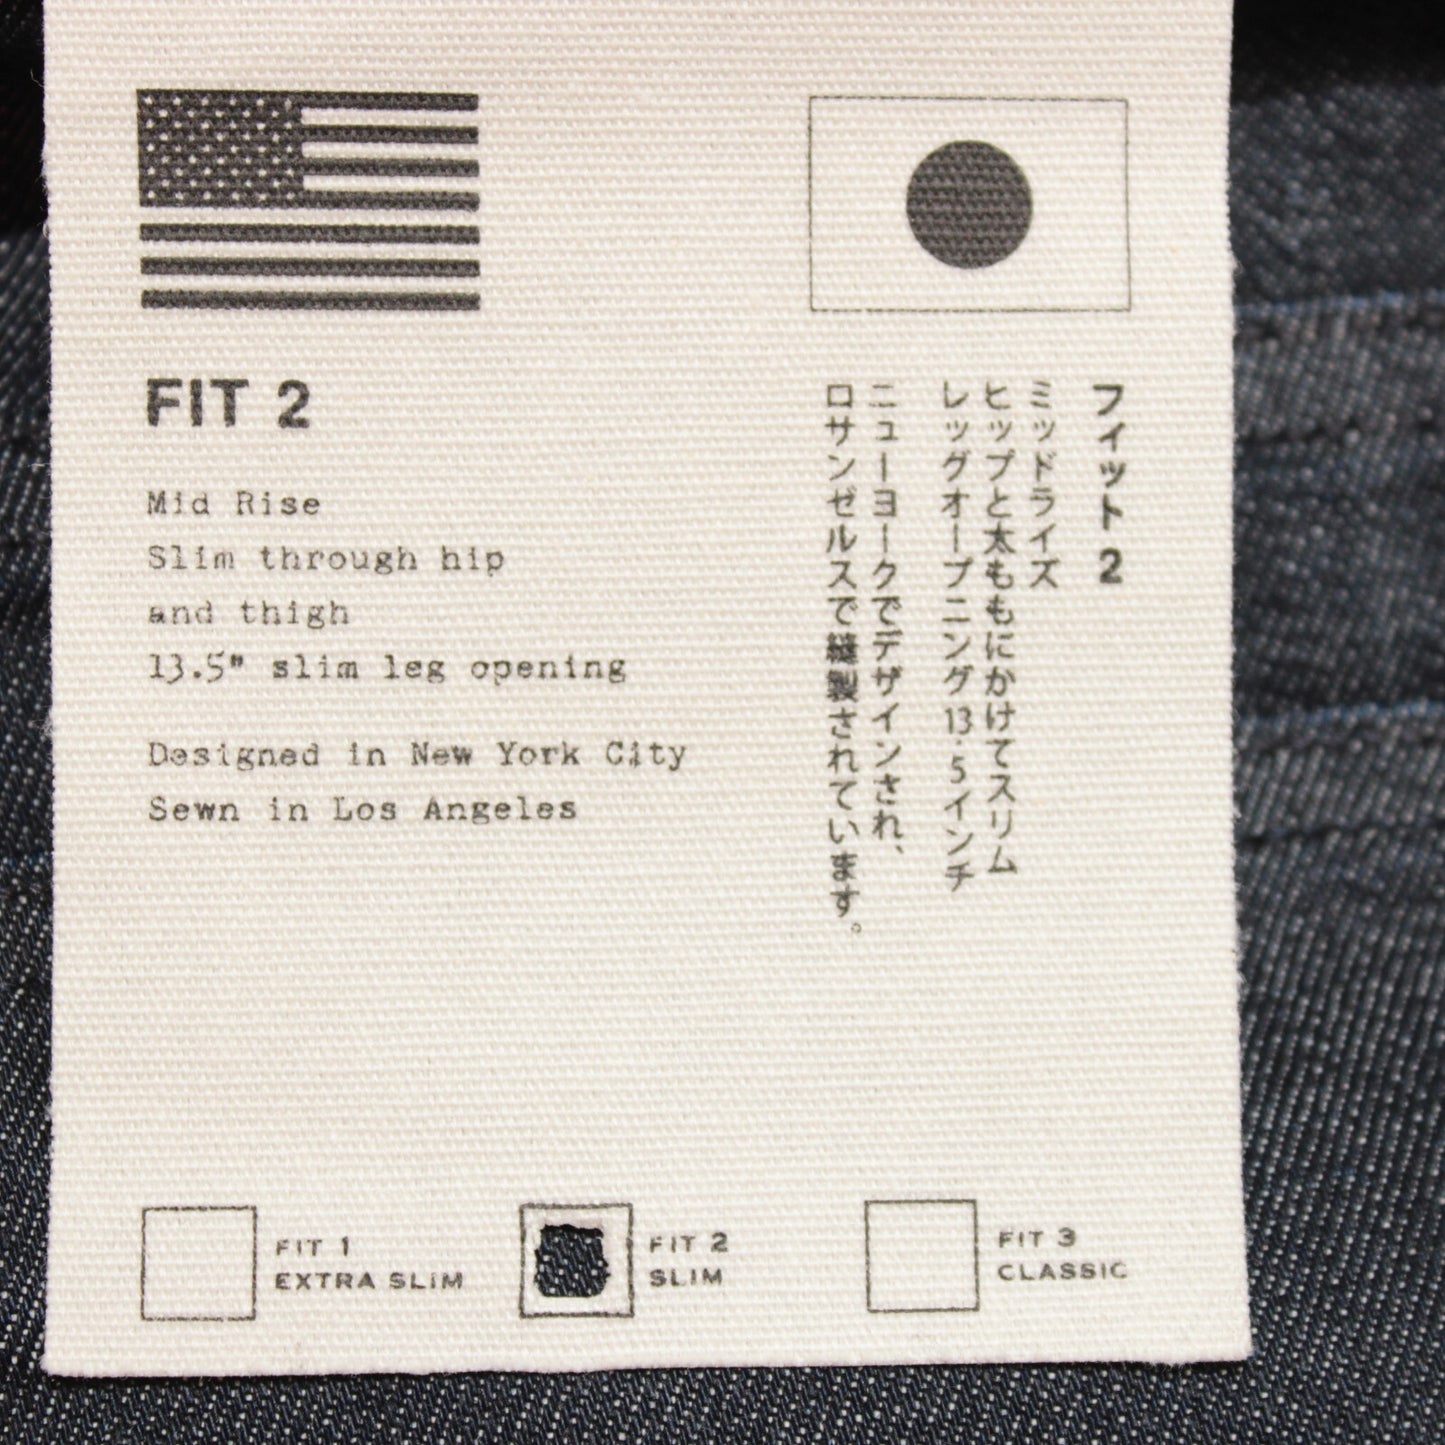 FIT 2
Mid Rise
Slim through hip
and thigh
13.5" slim leg opening
Designed in New York City
Sewn in Los Angeles
フィット 2
ミッドライズ
ヒップと太ももにかけてスリム
レッグオープニング13.5インチ
ニューヨークでデザインされ、
ロサンゼルスで縫製されています。
FIT 1
EXTRA SLIM
FIT 2
SLIM
FIT 3
CLASSIC